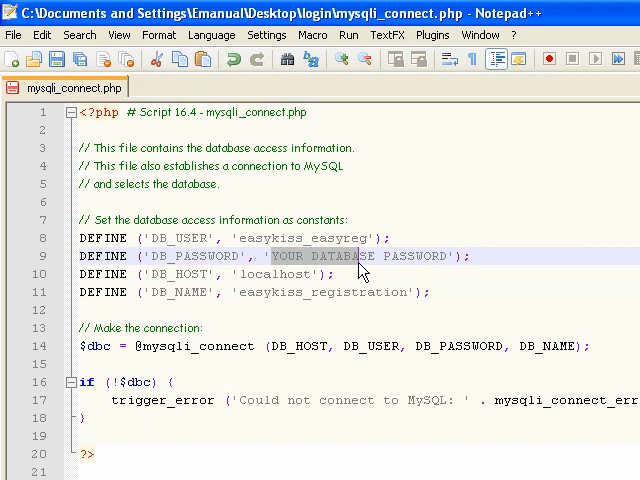 C:\Documents and Settings\Emanual\Desktop\login\mysqli_connect.php - Notepad++
File Edit Search View Format Language Settings Macro Run TextFX Plugins Window ?
mysqli_connect.php
1 <?php # Script 16.4 - mysqli_connect.php
2
3 // This file contains the database access information.
4 // This file also establishes a connection to MySQL
5 // and selects the database.
6
7 // Set the database access information as constants:
8 DEFINE ('DB_USER', 'easykiss_easyreg');
9 DEFINE ('DB_PASSWORD', 'YOUR DATABASE PASSWORD');
10 DEFINE ('DB_HOST', 'localhost');
11 DEFINE ('DB_NAME', 'easykiss_registration');
12
13 // Make the connection:
14 $dbc = @mysqli_connect (DB_HOST, DB_USER, DB_PASSWORD, DB_NAME);
15
16 if (!$dbc) {
17 trigger_error ('Could not connect to MySQL: ' . mysqli_connect_err
18 }
19
20 ?>
21